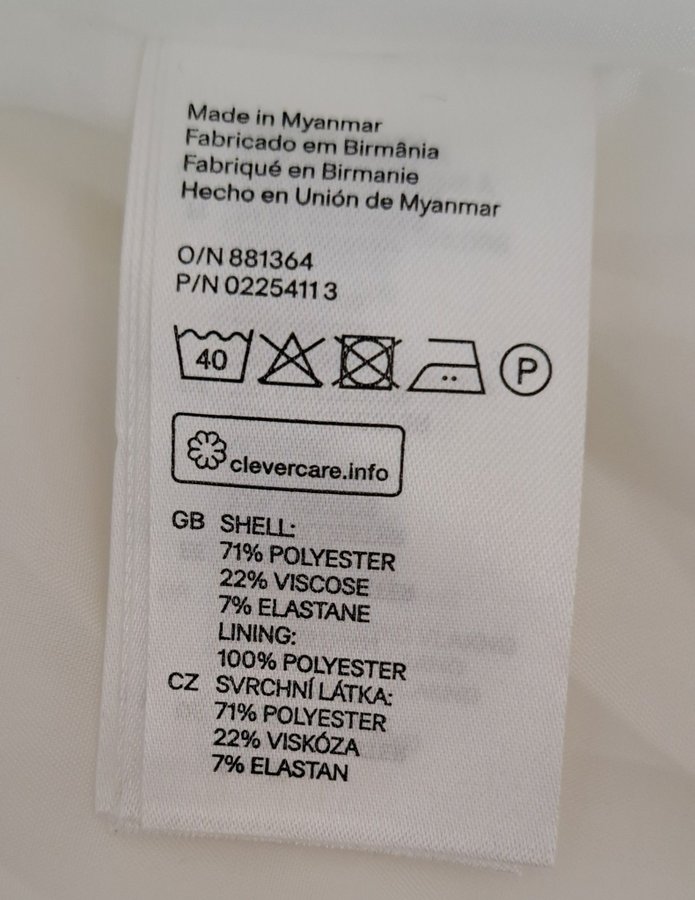 Made in Myanmar
Fabricado em Birmânia
Fabriqué en Birmanie
Hecho en Unión de Myanmar
O/N 881364
P/N 02254113
40 P
clevercare.info
GB SHELL:
71% POLYESTER
22% VISCOSE
7% ELASTANE
LINING:
100% POLYESTER
CZ SVRCHNÍ LÁTKA:
71% POLYESTER
22% VISKÓZA
7% ELASTAN